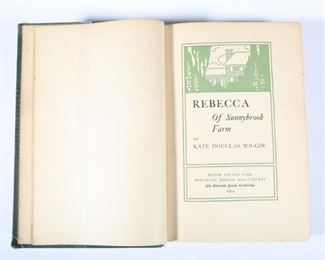 REBECCA
Of Sunnybrook
Farm
BY
KATE DOUGLAS WIGGIN
BOSTON AND NEW YORK
HOUGHTON, MIFFLIN AND COMPANY
The Riverside Press, Cambridge